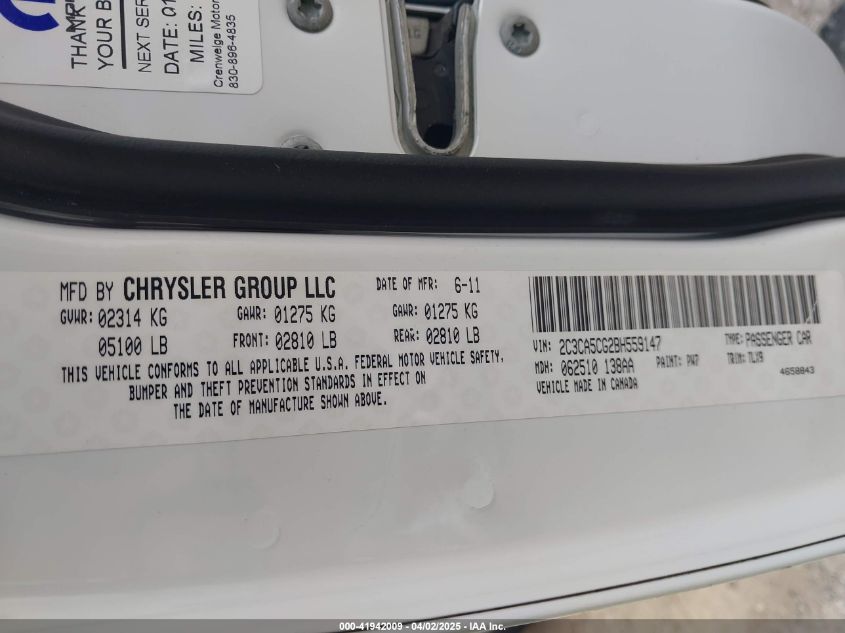 THANK
YOUR B
NEXT SER
DATE: 01
MILES:
Crenwelge Motor
830-896-4835
MFD BY CHRYSLER GROUP LLC
DATE OF MFR: 6-11
GVWR: 02314 KG GAWR: 01275 KG GAWR: 01275 KG
05100 LB FRONT: 02810 LB REAR: 02810 LB
THIS VEHICLE CONFORMS TO ALL APPLICABLE U.S.A. FEDERAL MOTOR VEHICLE SAFETY,
BUMPER AND THEFT PREVENTION STANDARDS IN EFFECT ON
THE DATE OF MANUFACTURE SHOWN ABOVE.
VIN: 2C3CA5CG2BH559147 TYPE: PASSENGER CAR
MDH: 062510 138AA PAINT: PW7 TRIM: TLX9
VEHICLE MADE IN CANADA 4658843
000-41942009 - 04/02/2025 - IAA Inc.